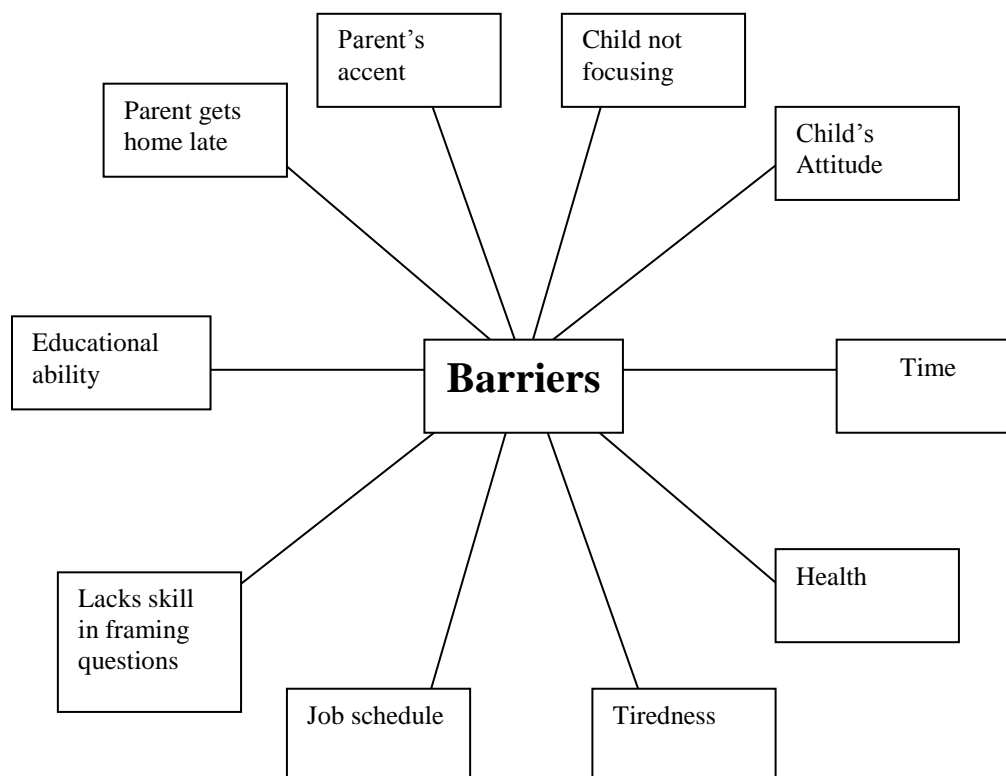 Parent’s
accent
Child not
focusing
Parent gets
home late
Child’s
Attitude
Educational
ability
Barriers
Time
Lacks skill
in framing
questions
Health
Job schedule
Tiredness